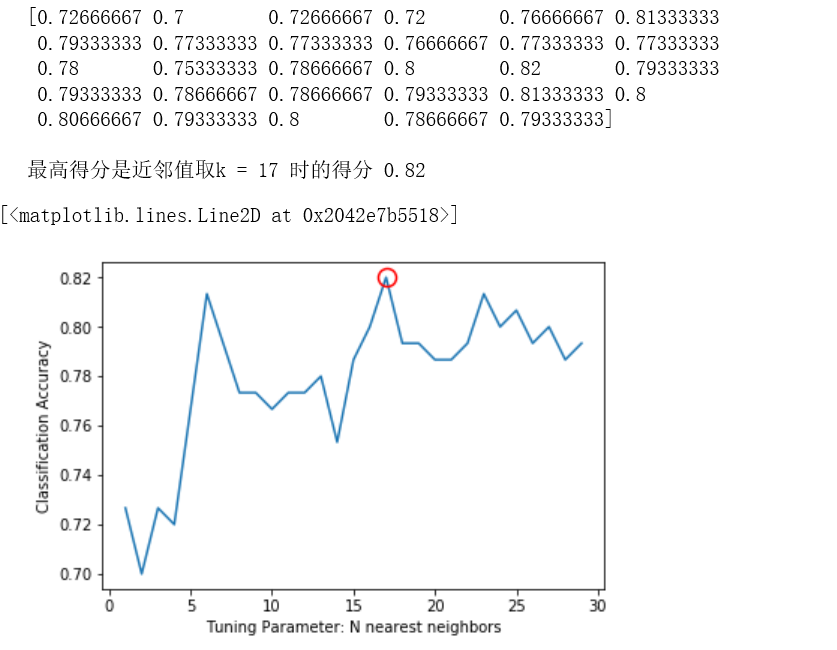 [0.72666667 0.7 0.72666667 0.72 0.76666667 0.81333333
0.79333333 0.77333333 0.77333333 0.76666667 0.77333333 0.77333333
0.78 0.75333333 0.78666667 0.8 0.82 0.79333333
0.79333333 0.78666667 0.78666667 0.79333333 0.81333333 0.8
0.80666667 0.79333333 0.8 0.78666667 0.79333333]
最高得分是近邻值取k = 17 时的得分 0.82
[<matplotlib.lines.Line2D at 0x2042e7b5518>]
0.82
0.80
0.78
0.76
0.74
0.72
0.70
Classification Accuracy
0 5 10 15 20 25 30
Tuning Parameter: N nearest neighbors